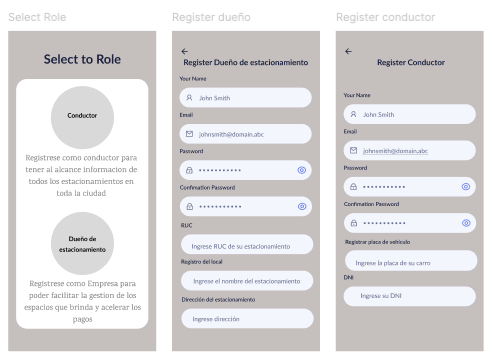 Select Role
Select to Role
Conductor
Registrese como conductor para
tener al alcance informacion de
todos los estacionamientos en
toda la ciudad
Dueño de
estacionamiento
Registrese como Empresa para
poder facilitar la gestion de los
espacios que brinda y acelerar los
pagos
Register dueño
Register Dueño de estacionamiento
Your Name
John Smith
Email
johnsmith@domain.abc
Password
Confimation Password
RUC
Ingrese RUC de su estacionamiento
Registro del local
Ingrese el nombre del estacionamiento
Dirección del estacionamiento
Ingrese dirección
Register conductor
Register Conductor
Your Name
John Smith
Email
johnsmith@domain.abc
Password
Confimation Password
Registrar placa de vehiculo
Ingrese la placa de su carro
DNI
Ingrese su DNI